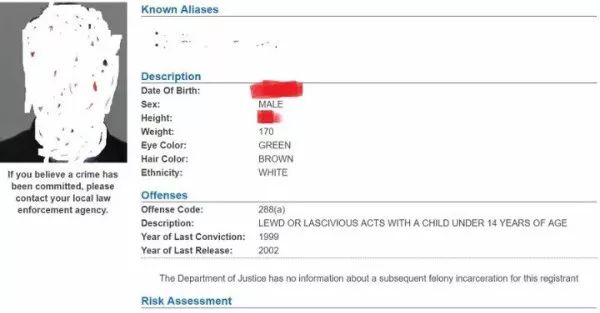 Known Aliases
Description
Date Of Birth:
Sex: MALE
Height:
Weight: 170
Eye Color: GREEN
Hair Color: BROWN
Ethnicity: WHITE
If you believe a crime has
been committed, please
contact your local law
enforcement agency.
Offenses
Offense Code: 288(a)
Description: LEWD OR LASCIVIOUS ACTS WITH A CHILD UNDER 14 YEARS OF AGE
Year of Last Conviction: 1999
Year of Last Release: 2002
The Department of Justice has no information about a subsequent felony incarceration for this registrant
Risk Assessment